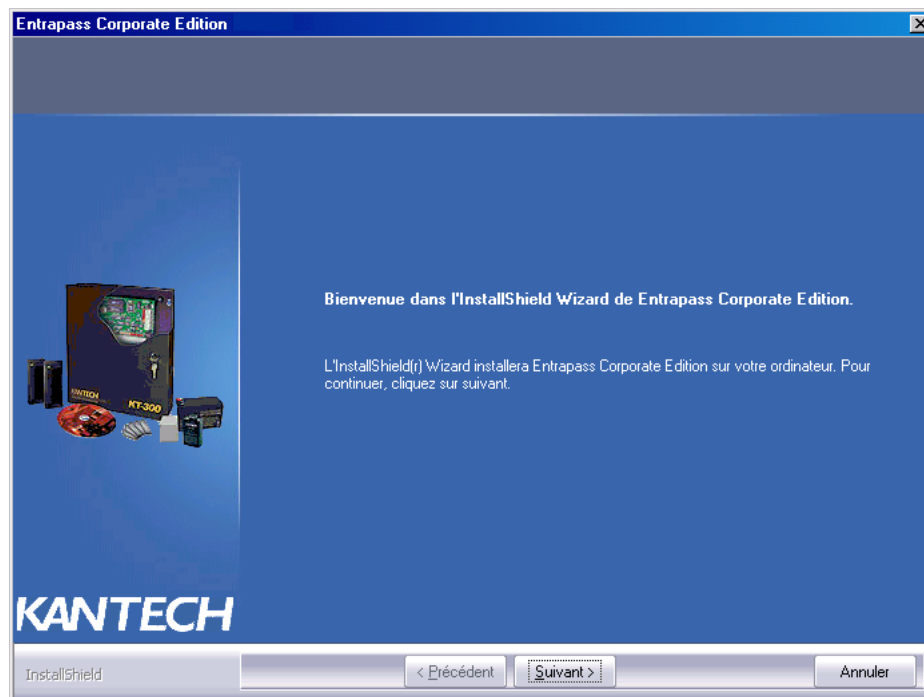 Entrapass Corporate Edition
Bienvenue dans l'InstallShield Wizard de Entrapass Corporate Edition.
L'InstallShield(r) Wizard installera Entrapass Corporate Edition sur votre ordinateur. Pour
continuer, cliquez sur suivant.
KANTECH
KT-300
KANTECH
InstallShield
< Précédent
Suivant >
Annuler